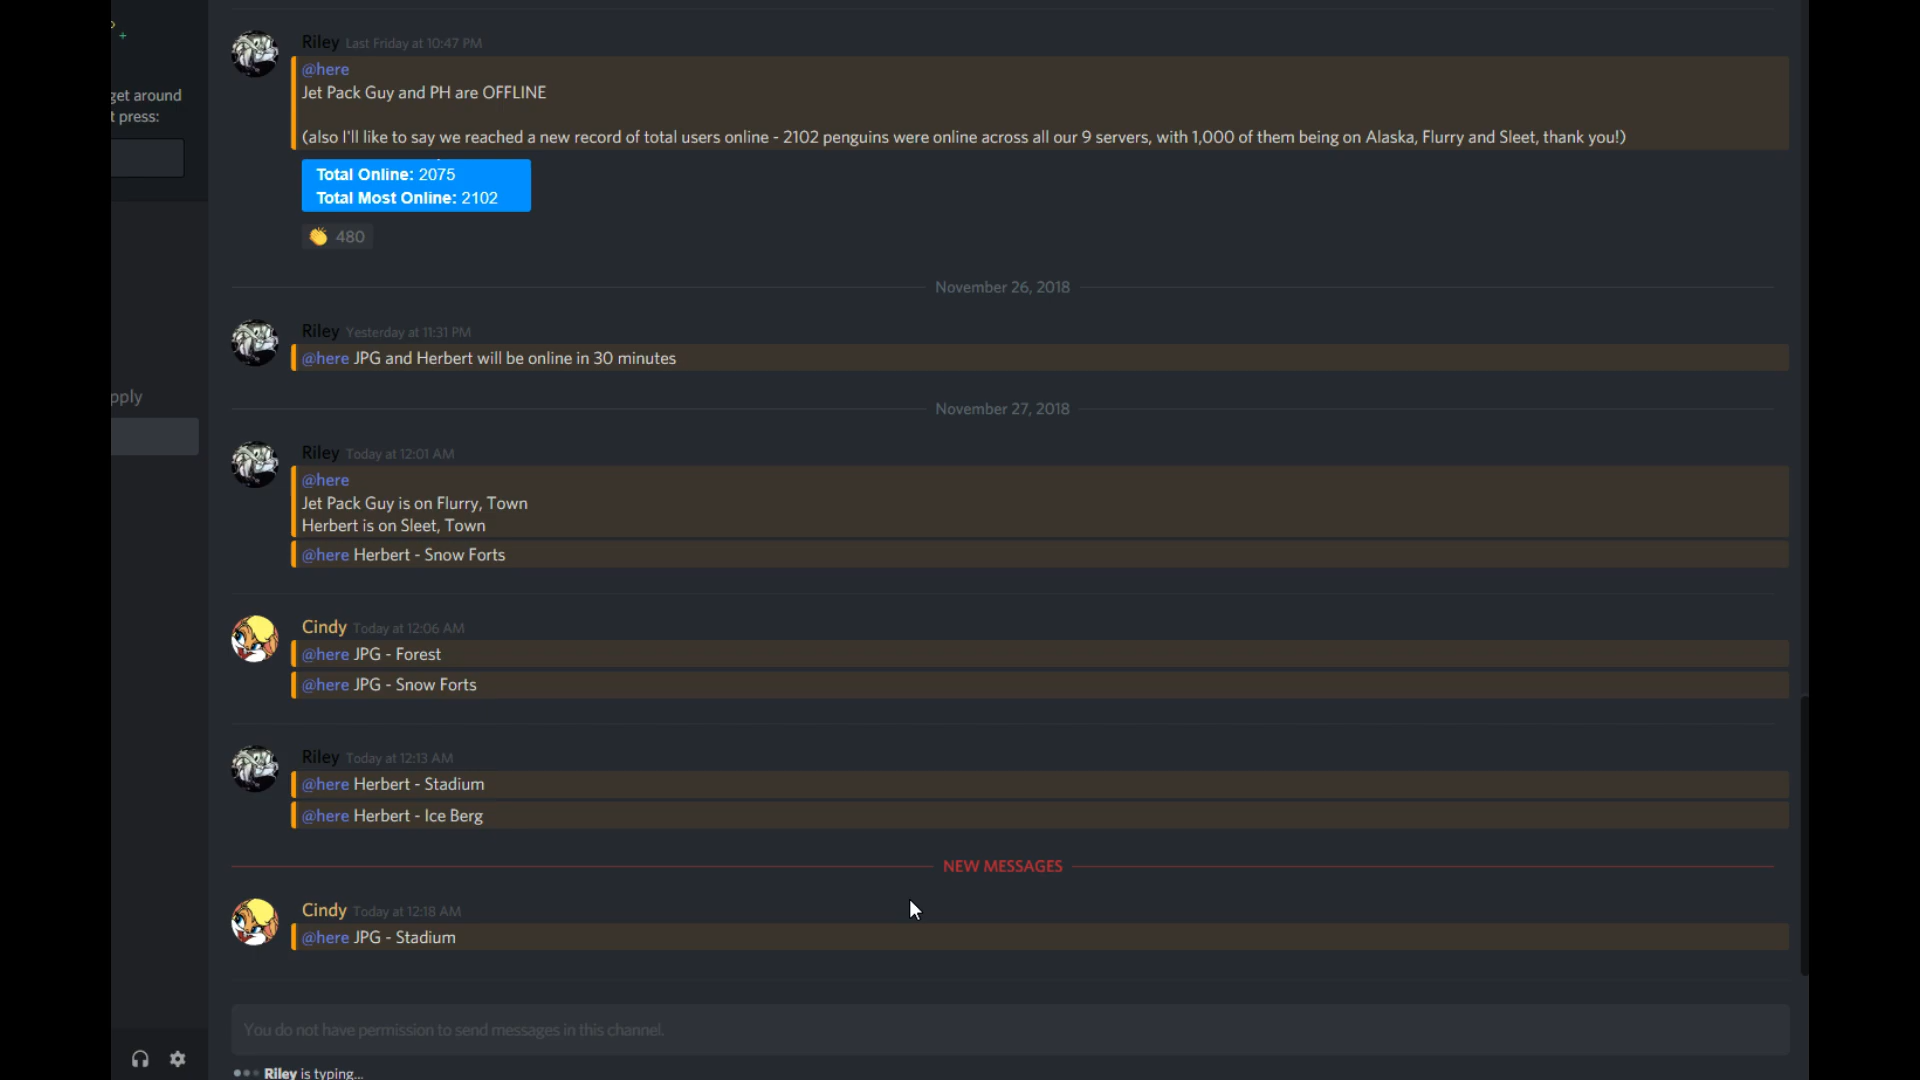 get around
t press:
pply
Riley Last Friday at 10:47 PM
@here
Jet Pack Guy and PH are OFFLINE
(also I'll like to say we reached a new record of total users online - 2102 penguins were online across all our 9 servers, with 1,000 of them being on Alaska, Flurry and Sleet, thank you!)
Total Online: 2075
Total Most Online: 2102
480
November 26, 2018
Riley Yesterday at 11:31 PM
@here JPG and Herbert will be online in 30 minutes
November 27, 2018
Riley Today at 12:01 AM
@here
Jet Pack Guy is on Flurry, Town
Herbert is on Sleet, Town
@here Herbert - Snow Forts
Cindy Today at 12:06 AM
@here JPG - Forest
@here JPG - Snow Forts
Riley Today at 12:13 AM
@here Herbert - Stadium
@here Herbert - Ice Berg
NEW MESSAGES
Cindy Today at 12:18 AM
@here JPG - Stadium
You do not have permission to send messages in this channel.
Riley is typing...